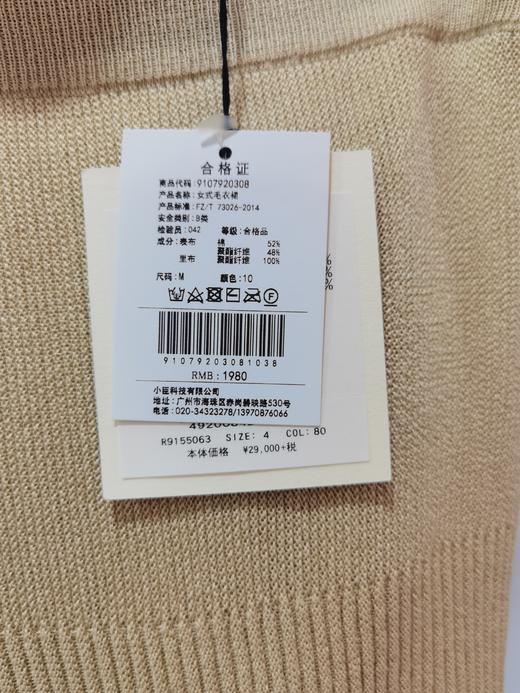 合格证
商品代码:9107920308
产品名称:女式毛衣裙
产品标准:FZ/T 73026-2014
安全类别:B类
检验员:042 等级:合格品
成分:表布 棉 52%
聚酯纤维 48%
里布 聚酯纤维 100%
尺码:M 颜色:10
9107920308 1038
RMB:1980
小巨科技有限公司
地址:广州市海珠区赤岗碧映路530号
电话:020-34323278/13970876066
R9155063 SIZE: 4 COL: 80
本体価格 ¥29,000+税